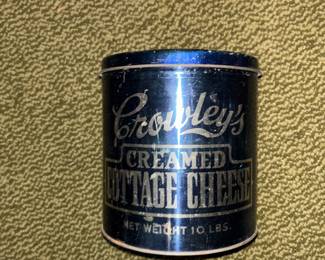 Crowley's
CREAMED
COTTAGE CHEESE
NET WEIGHT 10 LBS.